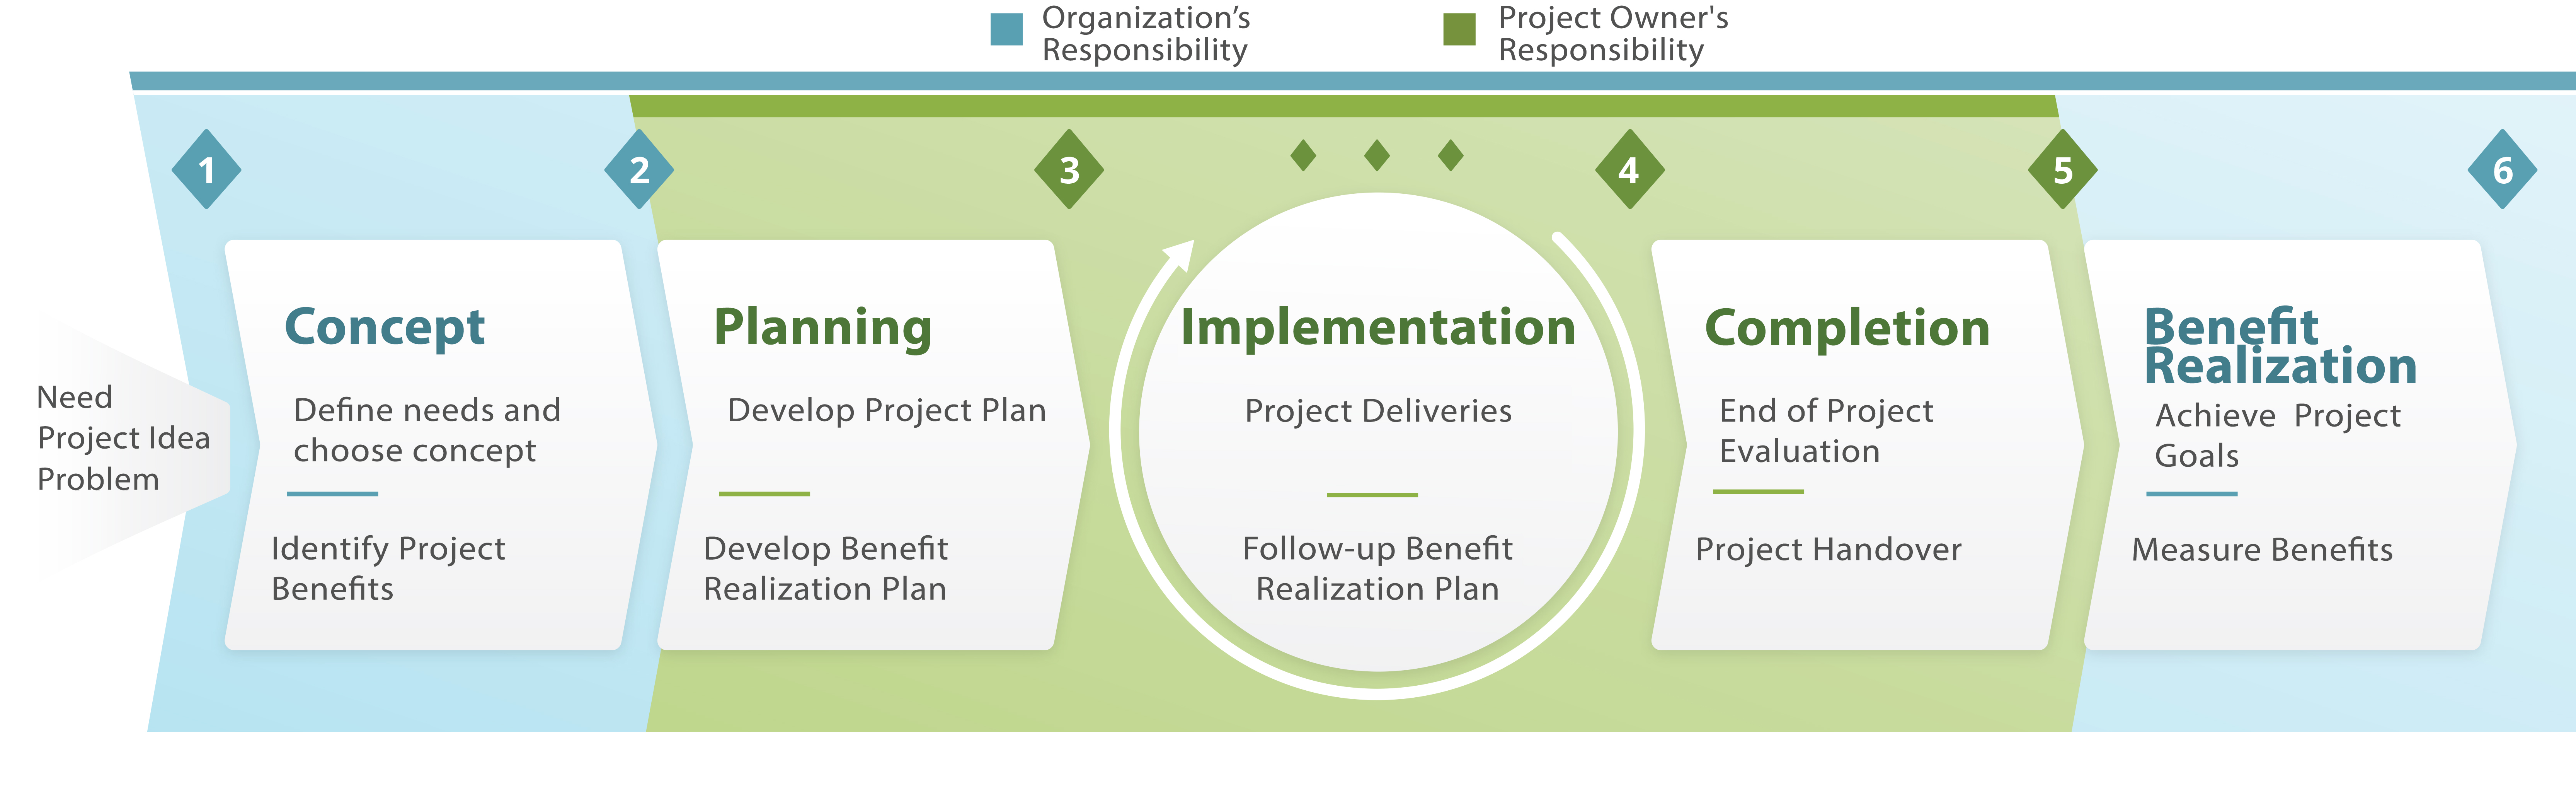 Organization’s
Responsibility
Project Owner's
Responsibility
1
2
3
4
5
6
Need
Project Idea
Problem
Concept
Define needs and
choose concept
Identify Project
Benefits
Planning
Develop Project Plan
Develop Benefit
Realization Plan
Implementation
Project Deliveries
Follow-up Benefit
Realization Plan
Completion
End of Project
Evaluation
Project Handover
Benefit
Realization
Achieve Project
Goals
Measure Benefits